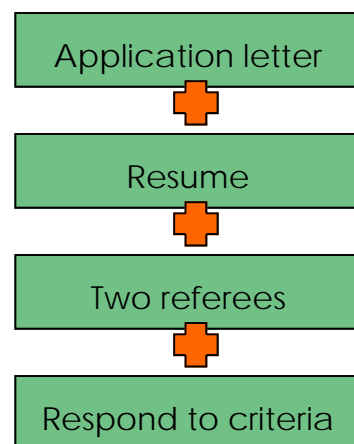 Application letter
Resume
Two referees
Respond to criteria